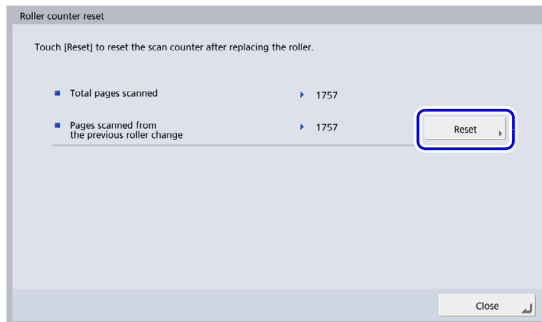 Roller counter reset
Touch [Reset] to reset the scan counter after replacing the roller.
Total pages scanned 1757
Pages scanned from
the previous roller change 1757 Reset
Close